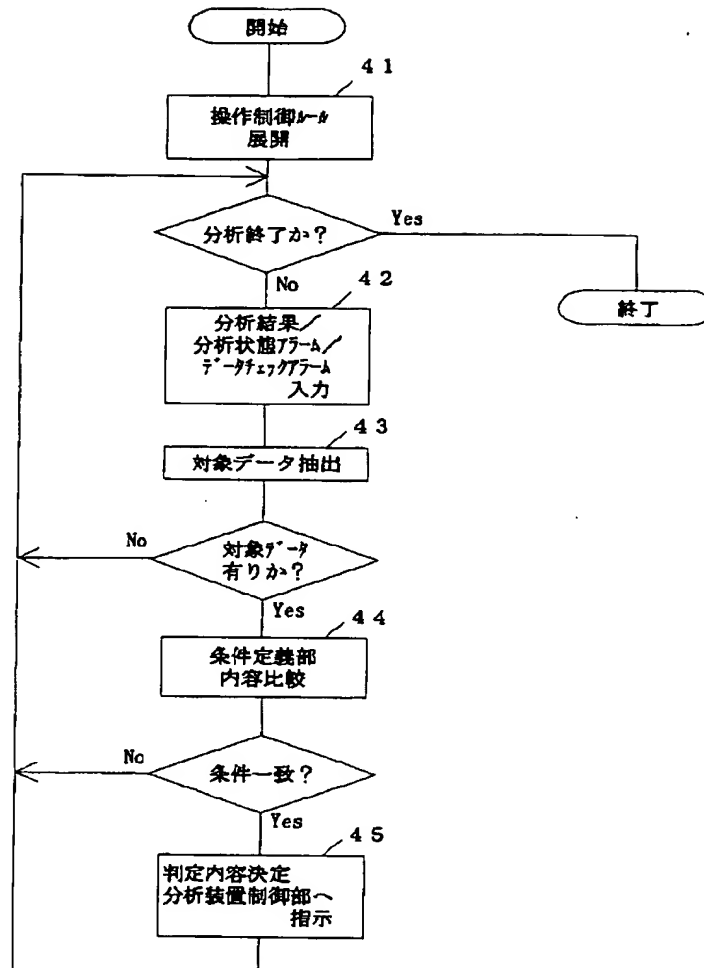 開始
41
操作制御ルール
展開
分析終了か?
Yes
No
42
終了
分析結果/
分析状態アラーム/
データチェックアラーム
入力
43
対象データ抽出
No
対象データ
有りか?
Yes
44
条件定義部
内容比較
No
条件一致?
Yes
45
判定内容決定
分析装置制御部へ
指示